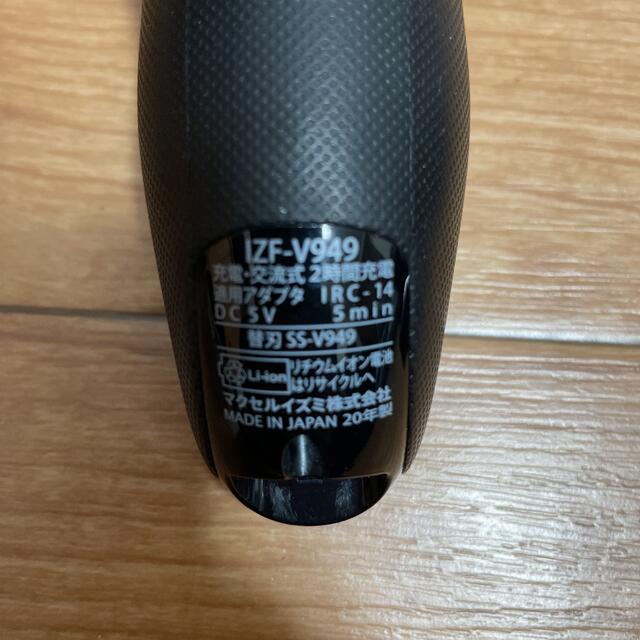 IZF-V949
充電・交流式 2時間充電
適用アダプタ IRC-14
DC 5V 5min
替刃 SS-V949
Li-ion リチウムイオン電池
はリサイクルへ
マクセルイズミ株式会社
MADE IN JAPAN 20年製